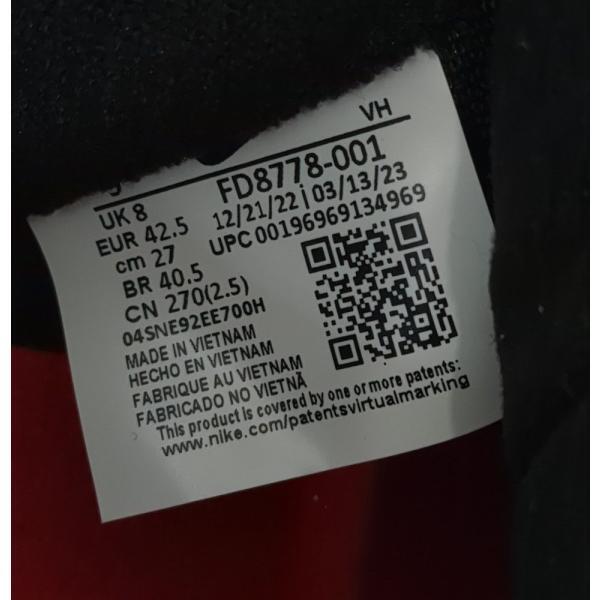 VH
FD8778-001
12/21/22 | 03/13/23
UPC 00196969134969
UK 8
EUR 42.5
cm 27
BR 40.5
CN 270(2.5)
04SNE92EE700H
MADE IN VIETNAM
HECHO EN VIETNAM
FABRIQUE AU VIETNAM
FABRICADO NO VIETNÃ
This product is covered by one or more patents:
www.nike.com/patentsvirtualmarking